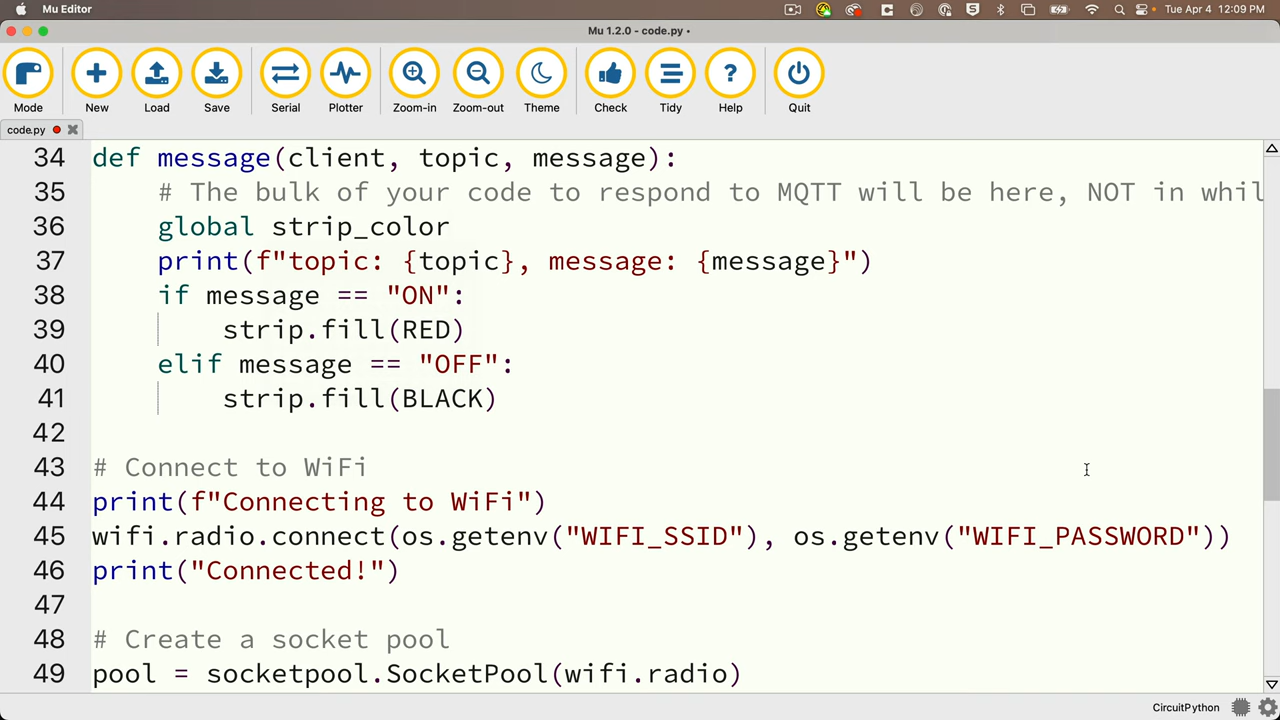 Mu Editor
Tue Apr 4 12:09 PM
Mu 1.2.0 - code.py •
Mode New Load Save Serial Plotter Zoom-in Zoom-out Theme Check Tidy Help Quit
code.py
34 def message(client, topic, message):
35     # The bulk of your code to respond to MQTT will be here, NOT in whil
36     global strip_color
37     print(f"topic: {topic}, message: {message}")
38     if message == "ON":
39         strip.fill(RED)
40     elif message == "OFF":
41         strip.fill(BLACK)
42
43 # Connect to WiFi
44 print(f"Connecting to WiFi")
45 wifi.radio.connect(os.getenv("WIFI_SSID"), os.getenv("WIFI_PASSWORD"))
46 print("Connected!")
47
48 # Create a socket pool
49 pool = socketpool.SocketPool(wifi.radio)
CircuitPython